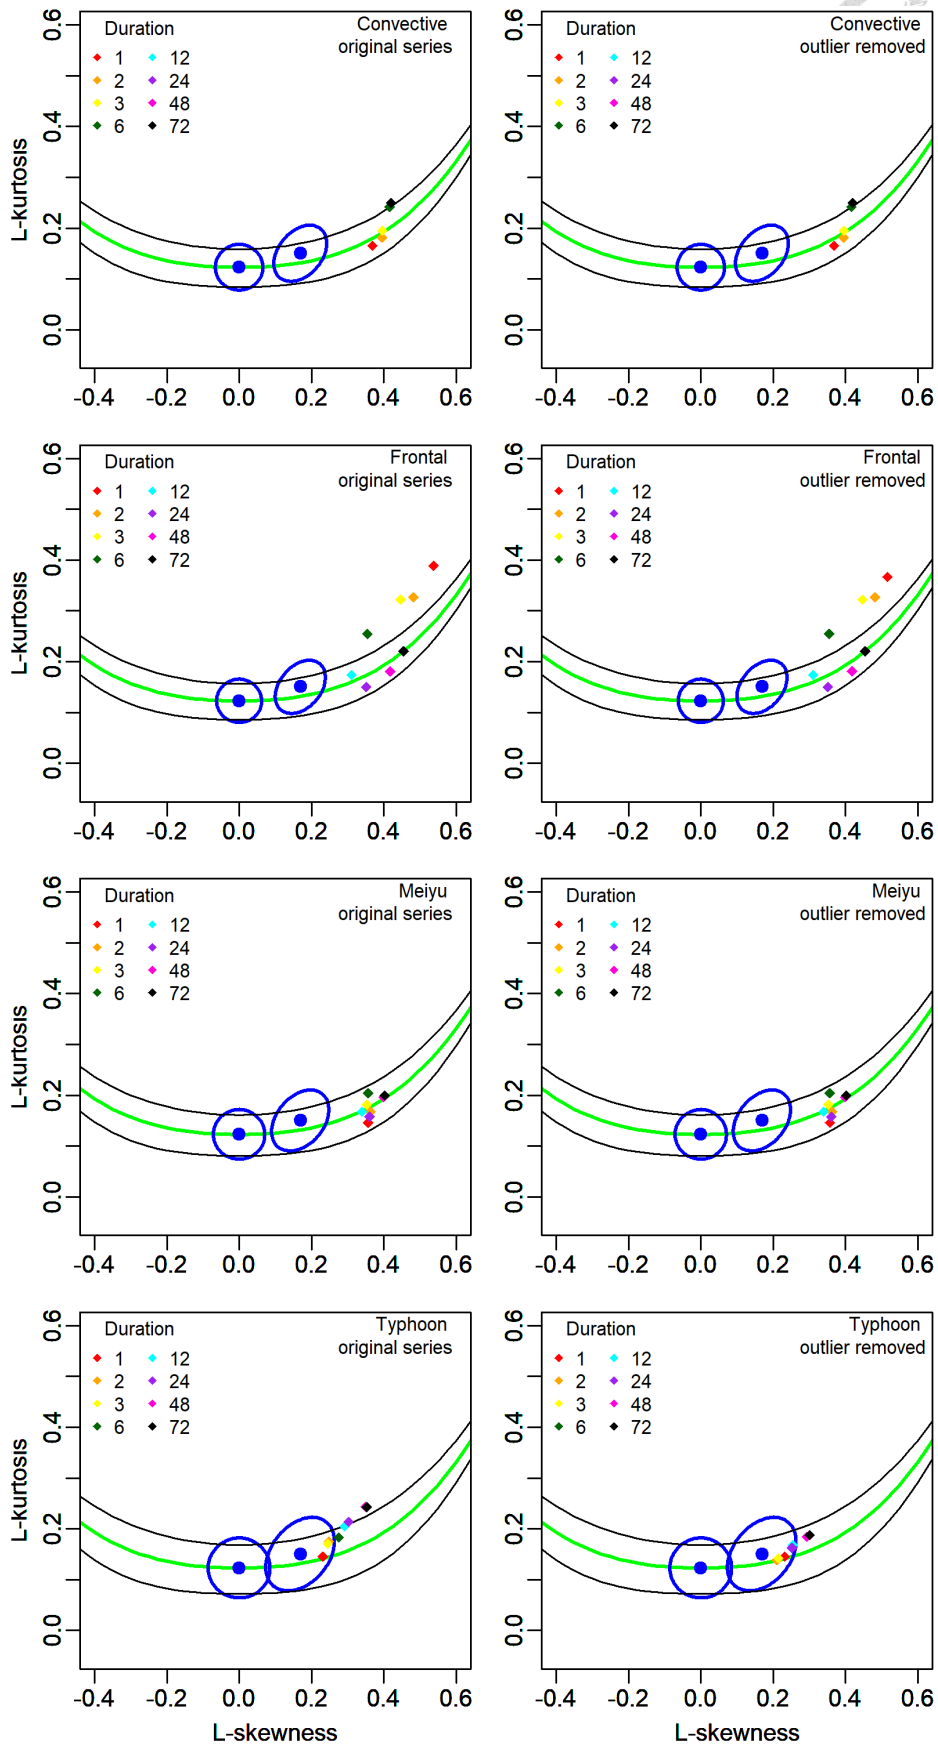 Convective
original series
Duration
1 12
2 24
3 48
6 72
L-kurtosis
0.0 0.2 0.4 0.6
-0.4 -0.2 0.0 0.2 0.4 0.6
Convective
outlier removed
Duration
1 12
2 24
3 48
6 72
0.0 0.2 0.4 0.6
-0.4 -0.2 0.0 0.2 0.4 0.6
Frontal
original series
Duration
1 12
2 24
3 48
6 72
L-kurtosis
0.0 0.2 0.4 0.6
-0.4 -0.2 0.0 0.2 0.4 0.6
Frontal
outlier removed
Duration
1 12
2 24
3 48
6 72
0.0 0.2 0.4 0.6
-0.4 -0.2 0.0 0.2 0.4 0.6
Meiyu
original series
Duration
1 12
2 24
3 48
6 72
L-kurtosis
0.0 0.2 0.4 0.6
-0.4 -0.2 0.0 0.2 0.4 0.6
Meiyu
outlier removed
Duration
1 12
2 24
3 48
6 72
0.0 0.2 0.4 0.6
-0.4 -0.2 0.0 0.2 0.4 0.6
Typhoon
original series
Duration
1 12
2 24
3 48
6 72
L-kurtosis
0.0 0.2 0.4 0.6
-0.4 -0.2 0.0 0.2 0.4 0.6
L-skewness
Typhoon
outlier removed
Duration
1 12
2 24
3 48
6 72
0.0 0.2 0.4 0.6
-0.4 -0.2 0.0 0.2 0.4 0.6
L-skewness